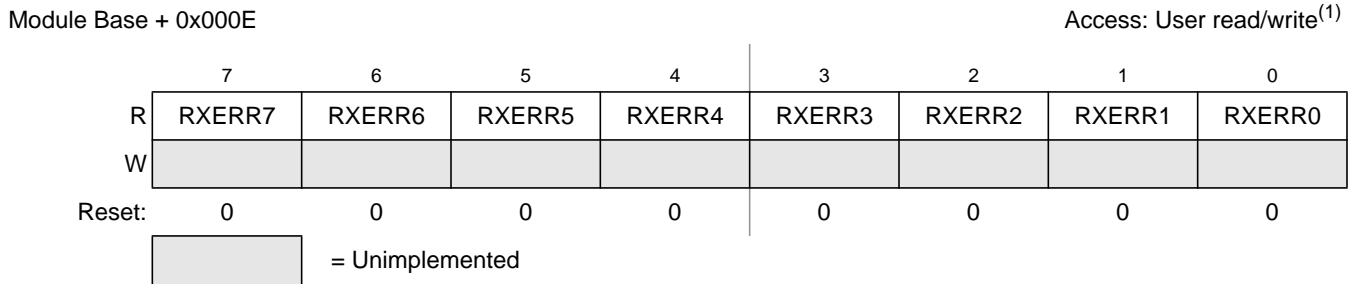 Module Base + 0x000E Access: User read/write(1)
7 6 5 4 3 2 1 0
R RXERR7 RXERR6 RXERR5 RXERR4 RXERR3 RXERR2 RXERR1 RXERR0
W
Reset: 0 0 0 0 0 0 0 0
= Unimplemented